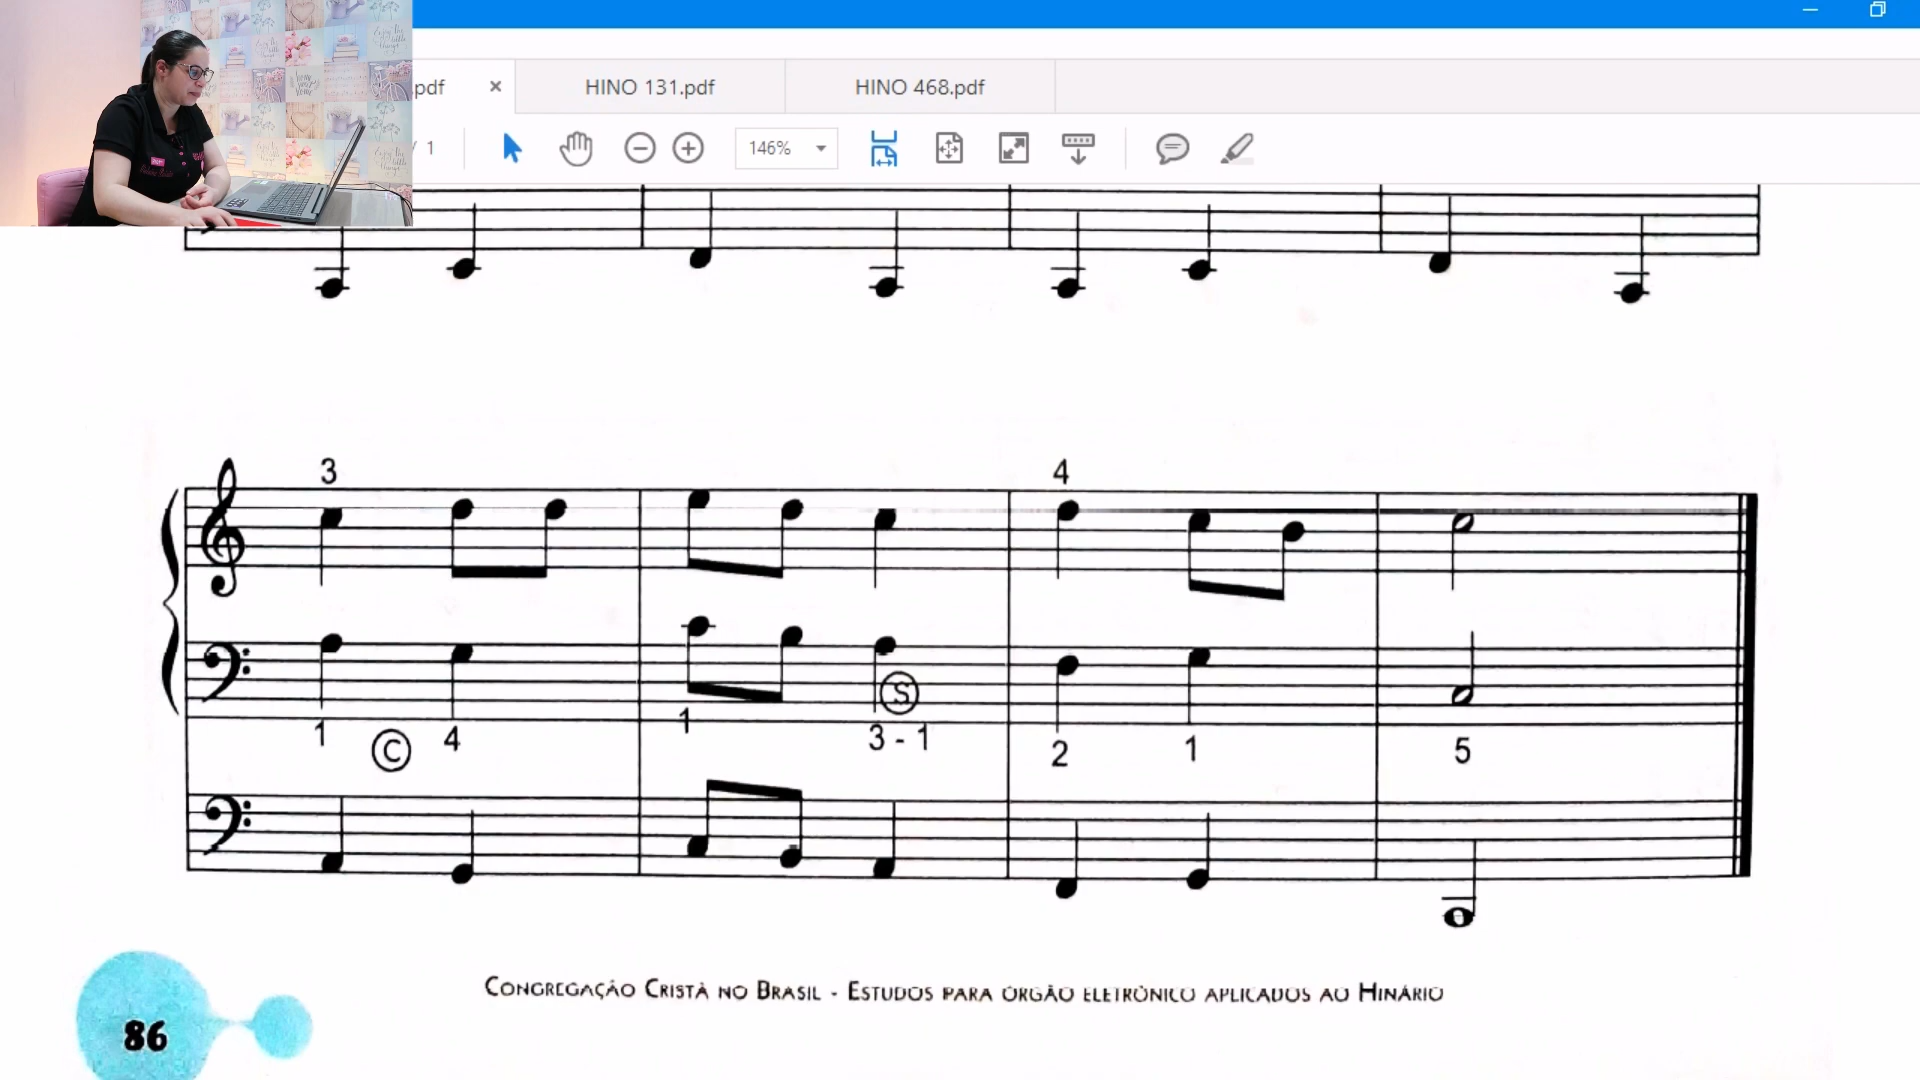 .pdf
HINO 131.pdf
HINO 468.pdf
/ 1
146%
3
4
S
1
C
4
1
3 - 1
2
1
5
CONGREGAÇÃO CRISTÃ NO BRASIL - ESTUDOS PARA ÓRGÃO ELETRÔNICO APLICADOS AO HINÁRIO
86